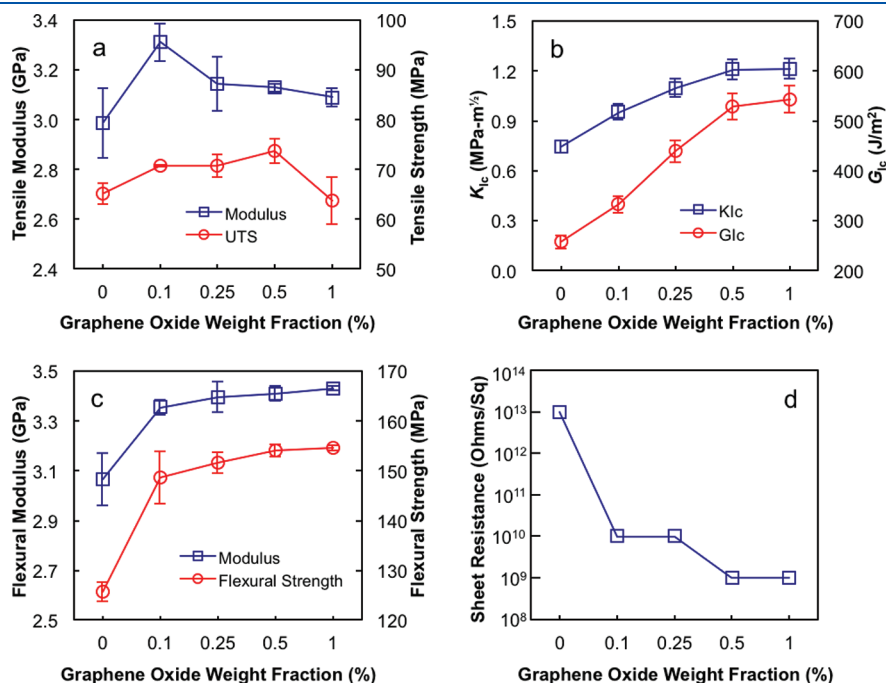 a
3.4
3.2
3.0
2.8
2.6
2.4
Tensile Modulus (GPa)
100
90
80
70
60
50
Tensile Strength (MPa)
Modulus
UTS
0 0.1 0.25 0.5 1
Graphene Oxide Weight Fraction (%)
b
1.5
1.2
0.9
0.6
0.3
0.0
KIc (MPa-m½)
700
600
500
400
300
200
GIc (J/m²)
KIc
GIc
0 0.1 0.25 0.5 1
Graphene Oxide Weight Fraction (%)
c
3.5
3.3
3.1
2.9
2.7
2.5
Flexural Modulus (GPa)
170
160
150
140
130
120
Flexural Strength (MPa)
Modulus
Flexural Strength
0 0.1 0.25 0.5 1
Graphene Oxide Weight Fraction (%)
d
10¹⁴
10¹³
10¹²
10¹¹
10¹⁰
10⁹
10⁸
Sheet Resistance (Ohms/Sq)
0 0.1 0.25 0.5 1
Graphene Oxide Weight Fraction (%)